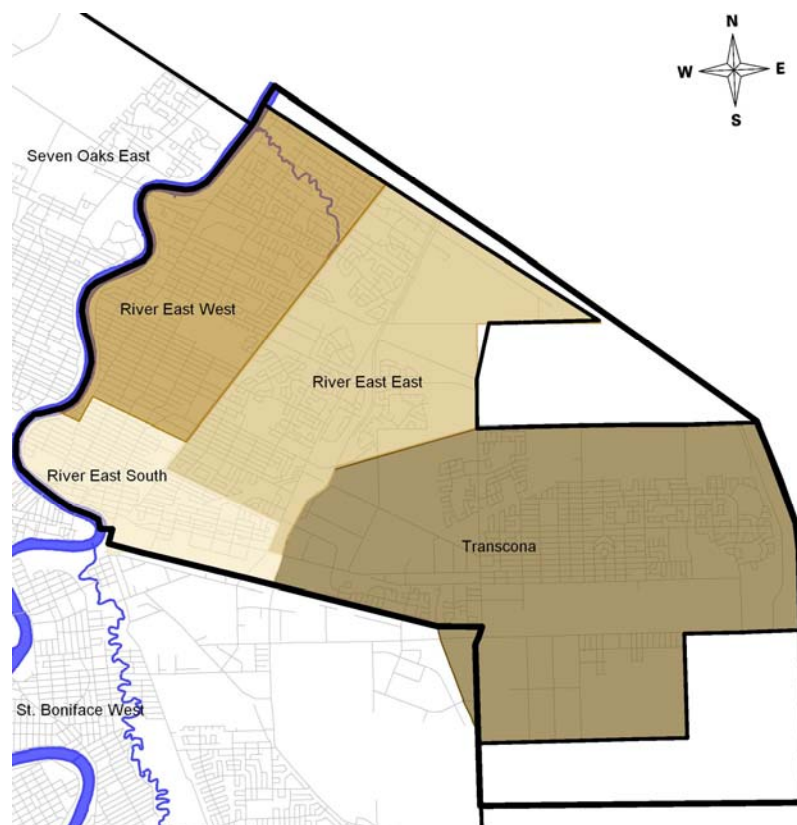 N
W E
S
Seven Oaks East
River East West
River East East
River East South
Transcona
St. Boniface West